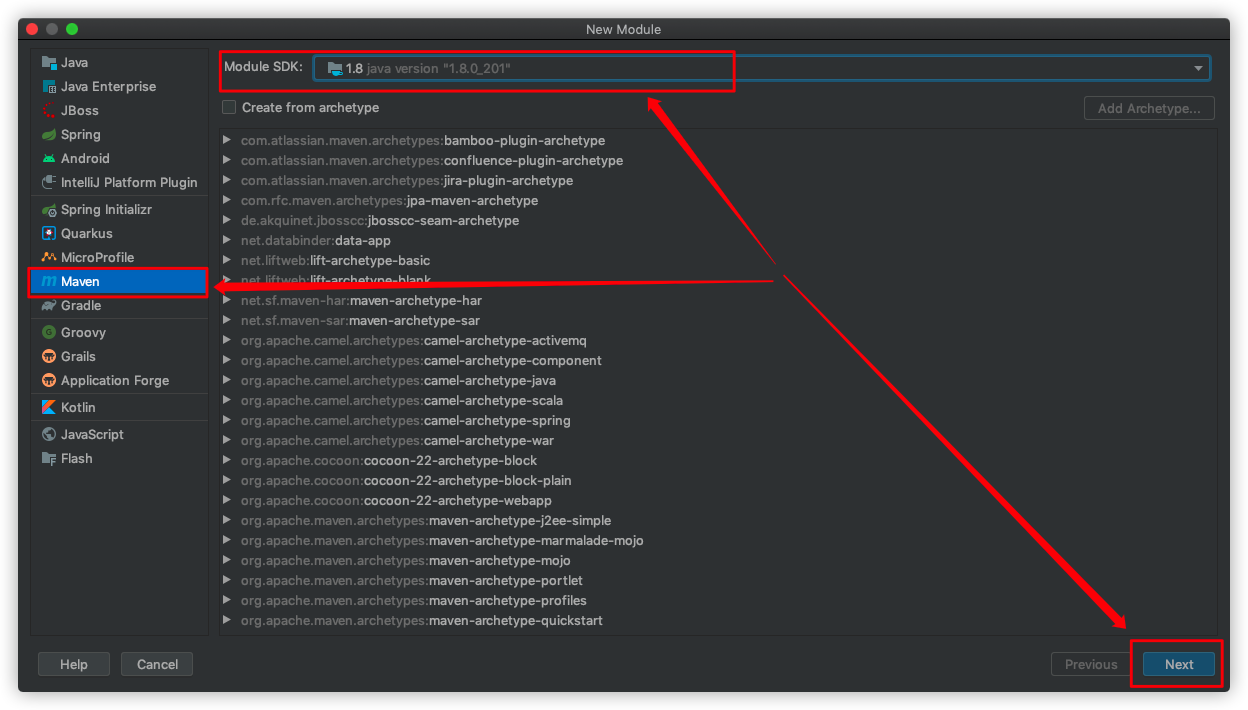 New Module
Java
Java Enterprise
JBoss
Spring
Android
IntelliJ Platform Plugin
Spring Initializr
Quarkus
MicroProfile
m Maven
Gradle
G Groovy
Grails
Application Forge
Kotlin
JavaScript
Flash
Module SDK: 1.8 java version "1.8.0_201"
Create from archetype
Add Archetype...
com.atlassian.maven.archetypes:bamboo-plugin-archetype
com.atlassian.maven.archetypes:confluence-plugin-archetype
com.atlassian.maven.archetypes:jira-plugin-archetype
com.rfc.maven.archetypes:jpa-maven-archetype
de.akquinet.jbosscc:jbosscc-seam-archetype
net.databinder:data-app
net.liftweb:lift-archetype-basic
net.liftweb:lift-archetype-blank
net.sf.maven-har:maven-archetype-har
net.sf.maven-sar:maven-archetype-sar
org.apache.camel.archetypes:camel-archetype-activemq
org.apache.camel.archetypes:camel-archetype-component
org.apache.camel.archetypes:camel-archetype-java
org.apache.camel.archetypes:camel-archetype-scala
org.apache.camel.archetypes:camel-archetype-spring
org.apache.camel.archetypes:camel-archetype-war
org.apache.cocoon:cocoon-22-archetype-block
org.apache.cocoon:cocoon-22-archetype-block-plain
org.apache.cocoon:cocoon-22-archetype-webapp
org.apache.maven.archetypes:maven-archetype-j2ee-simple
org.apache.maven.archetypes:maven-archetype-marmalade-mojo
org.apache.maven.archetypes:maven-archetype-mojo
org.apache.maven.archetypes:maven-archetype-portlet
org.apache.maven.archetypes:maven-archetype-profiles
org.apache.maven.archetypes:maven-archetype-quickstart
Help
Cancel
Previous
Next